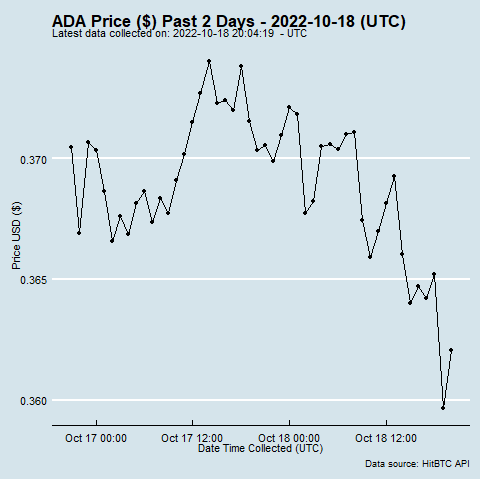 ADA Price ($) Past 2 Days - 2022-10-18 (UTC)
Latest data collected on: 2022-10-18 20:04:19 - UTC
Price USD ($)
0.370
0.365
0.360
Oct 17 00:00 Oct 17 12:00 Oct 18 00:00 Oct 18 12:00
Date Time Collected (UTC)
Data source: HitBTC API